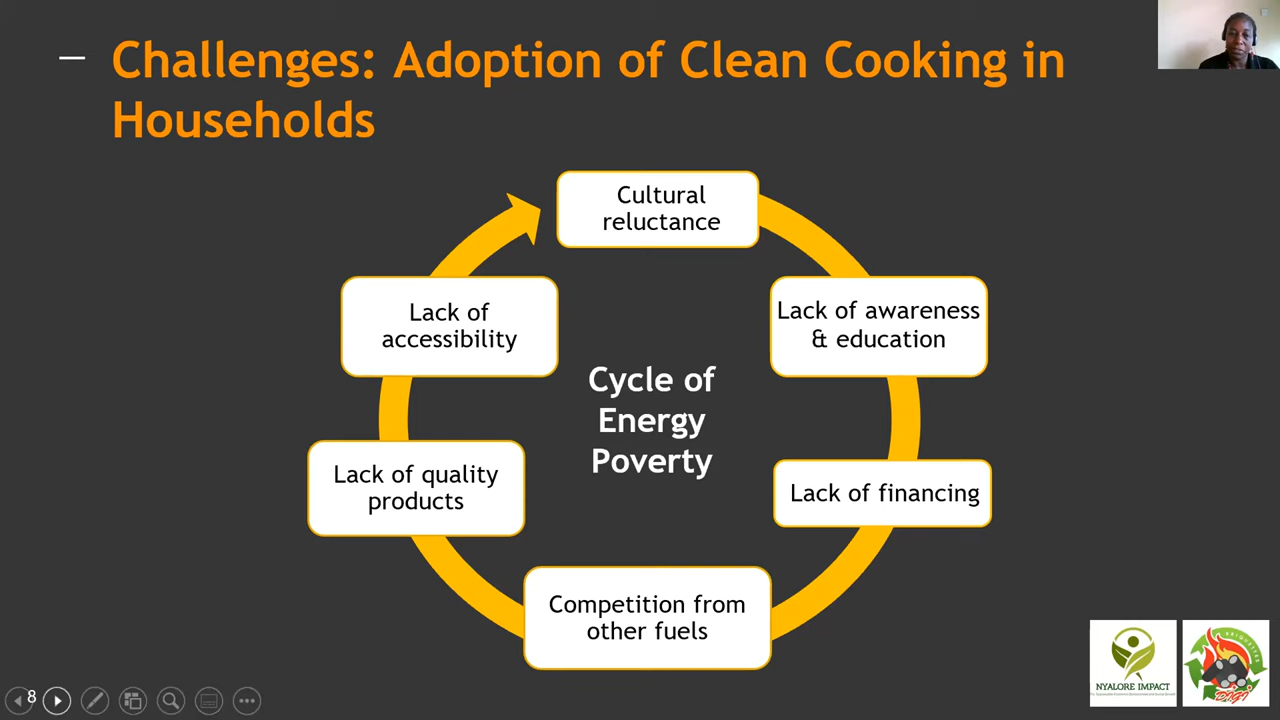 Challenges: Adoption of Clean Cooking in
Households
Cultural
reluctance
Lack of awareness
& education
Lack of financing
Competition from
other fuels
Lack of quality
products
Lack of
accessibility
Cycle of
Energy
Poverty
NYALORE IMPACT
BRIQUETTES
8